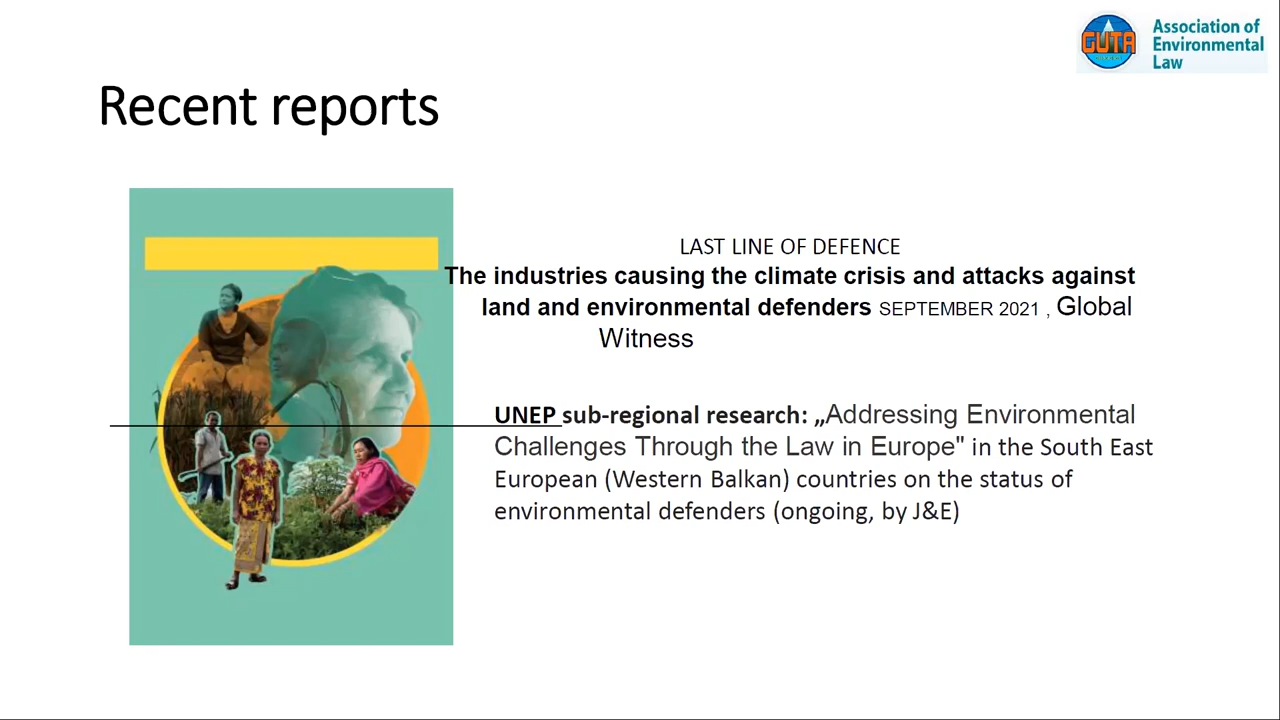 GUTA
Association of
Environmental
Law
Recent reports
LAST LINE OF DEFENCE
The industries causing the climate crisis and attacks against
land and environmental defenders SEPTEMBER 2021 , Global
Witness
UNEP sub-regional research: „Addressing Environmental
Challenges Through the Law in Europe" in the South East
European (Western Balkan) countries on the status of
environmental defenders (ongoing, by J&E)